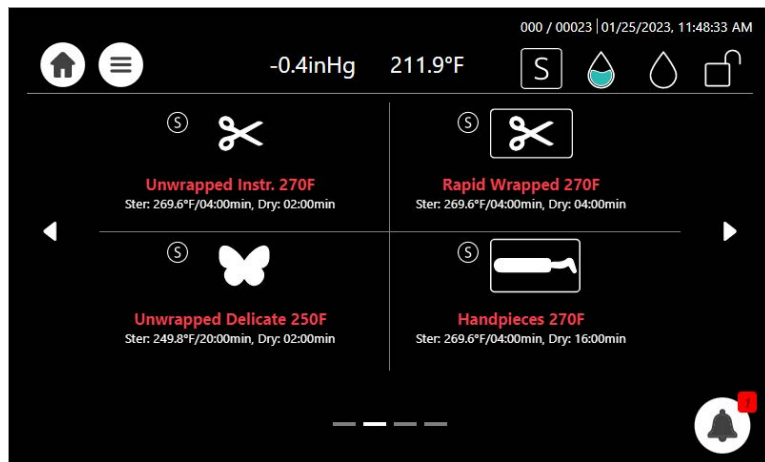 000 / 00023 | 01/25/2023, 11:48:33 AM
-0.4inHg 211.9°F S
S
Unwrapped Instr. 270F
Ster: 269.6°F/04:00min, Dry: 02:00min
S
Rapid Wrapped 270F
Ster: 269.6°F/04:00min, Dry: 04:00min
S
Unwrapped Delicate 250F
Ster: 249.8°F/20:00min, Dry: 02:00min
S
Handpieces 270F
Ster: 269.6°F/04:00min, Dry: 16:00min
1